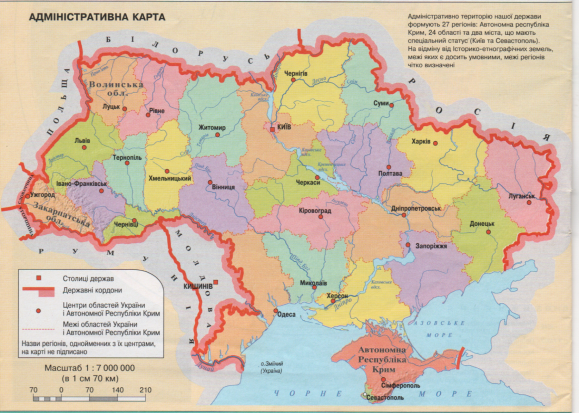 АДМІНІСТРАТИВНА КАРТА
Адміністративно територію нашої держави
формують 27 регіонів: Автономна республіка
Крим, 24 області та два міста, що мають
спеціальний статус (Київ та Севастополь).
На відміну від історико-етнографічних земель,
межі яких є досить умовними, межі регіонів
чітко визначені
БІЛОРУСЬ
ПОЛЬЩА
РОСІЯ
Волинська
обл.
Луцьк
Рівне
Чернігів
Суми
Житомир
КИЇВ
Львів
Харків
Тернопіль
Хмельницький
Полтава
Івано-Франківськ
Вінниця
Черкаси
Луганськ
Ужгород
Закарпатська
обл.
Чернівці
Кіровоград
Дніпропетровськ
Донецьк
РУМУНІЯ
МОЛДОВА
Запоріжжя
КИШИНІВ
Миколаїв
Херсон
Одеса
АЗОВСЬКЕ
МОРЕ
о.Зміїний
(Україна)
Автономна
Республіка
Крим
Сімферополь
Севастополь
ЧОРНЕ МОРЕ
Столиці держав
Державні кордони
Центри областей України
і Автономної Республіки Крим
Межі областей України
і Автономної Республіки Крим
Назви регіонів, однойменних з їх центрами,
на карті не підписано
Масштаб 1 : 7 000 000
(в 1 см 70 км)
70 0 70 140 210